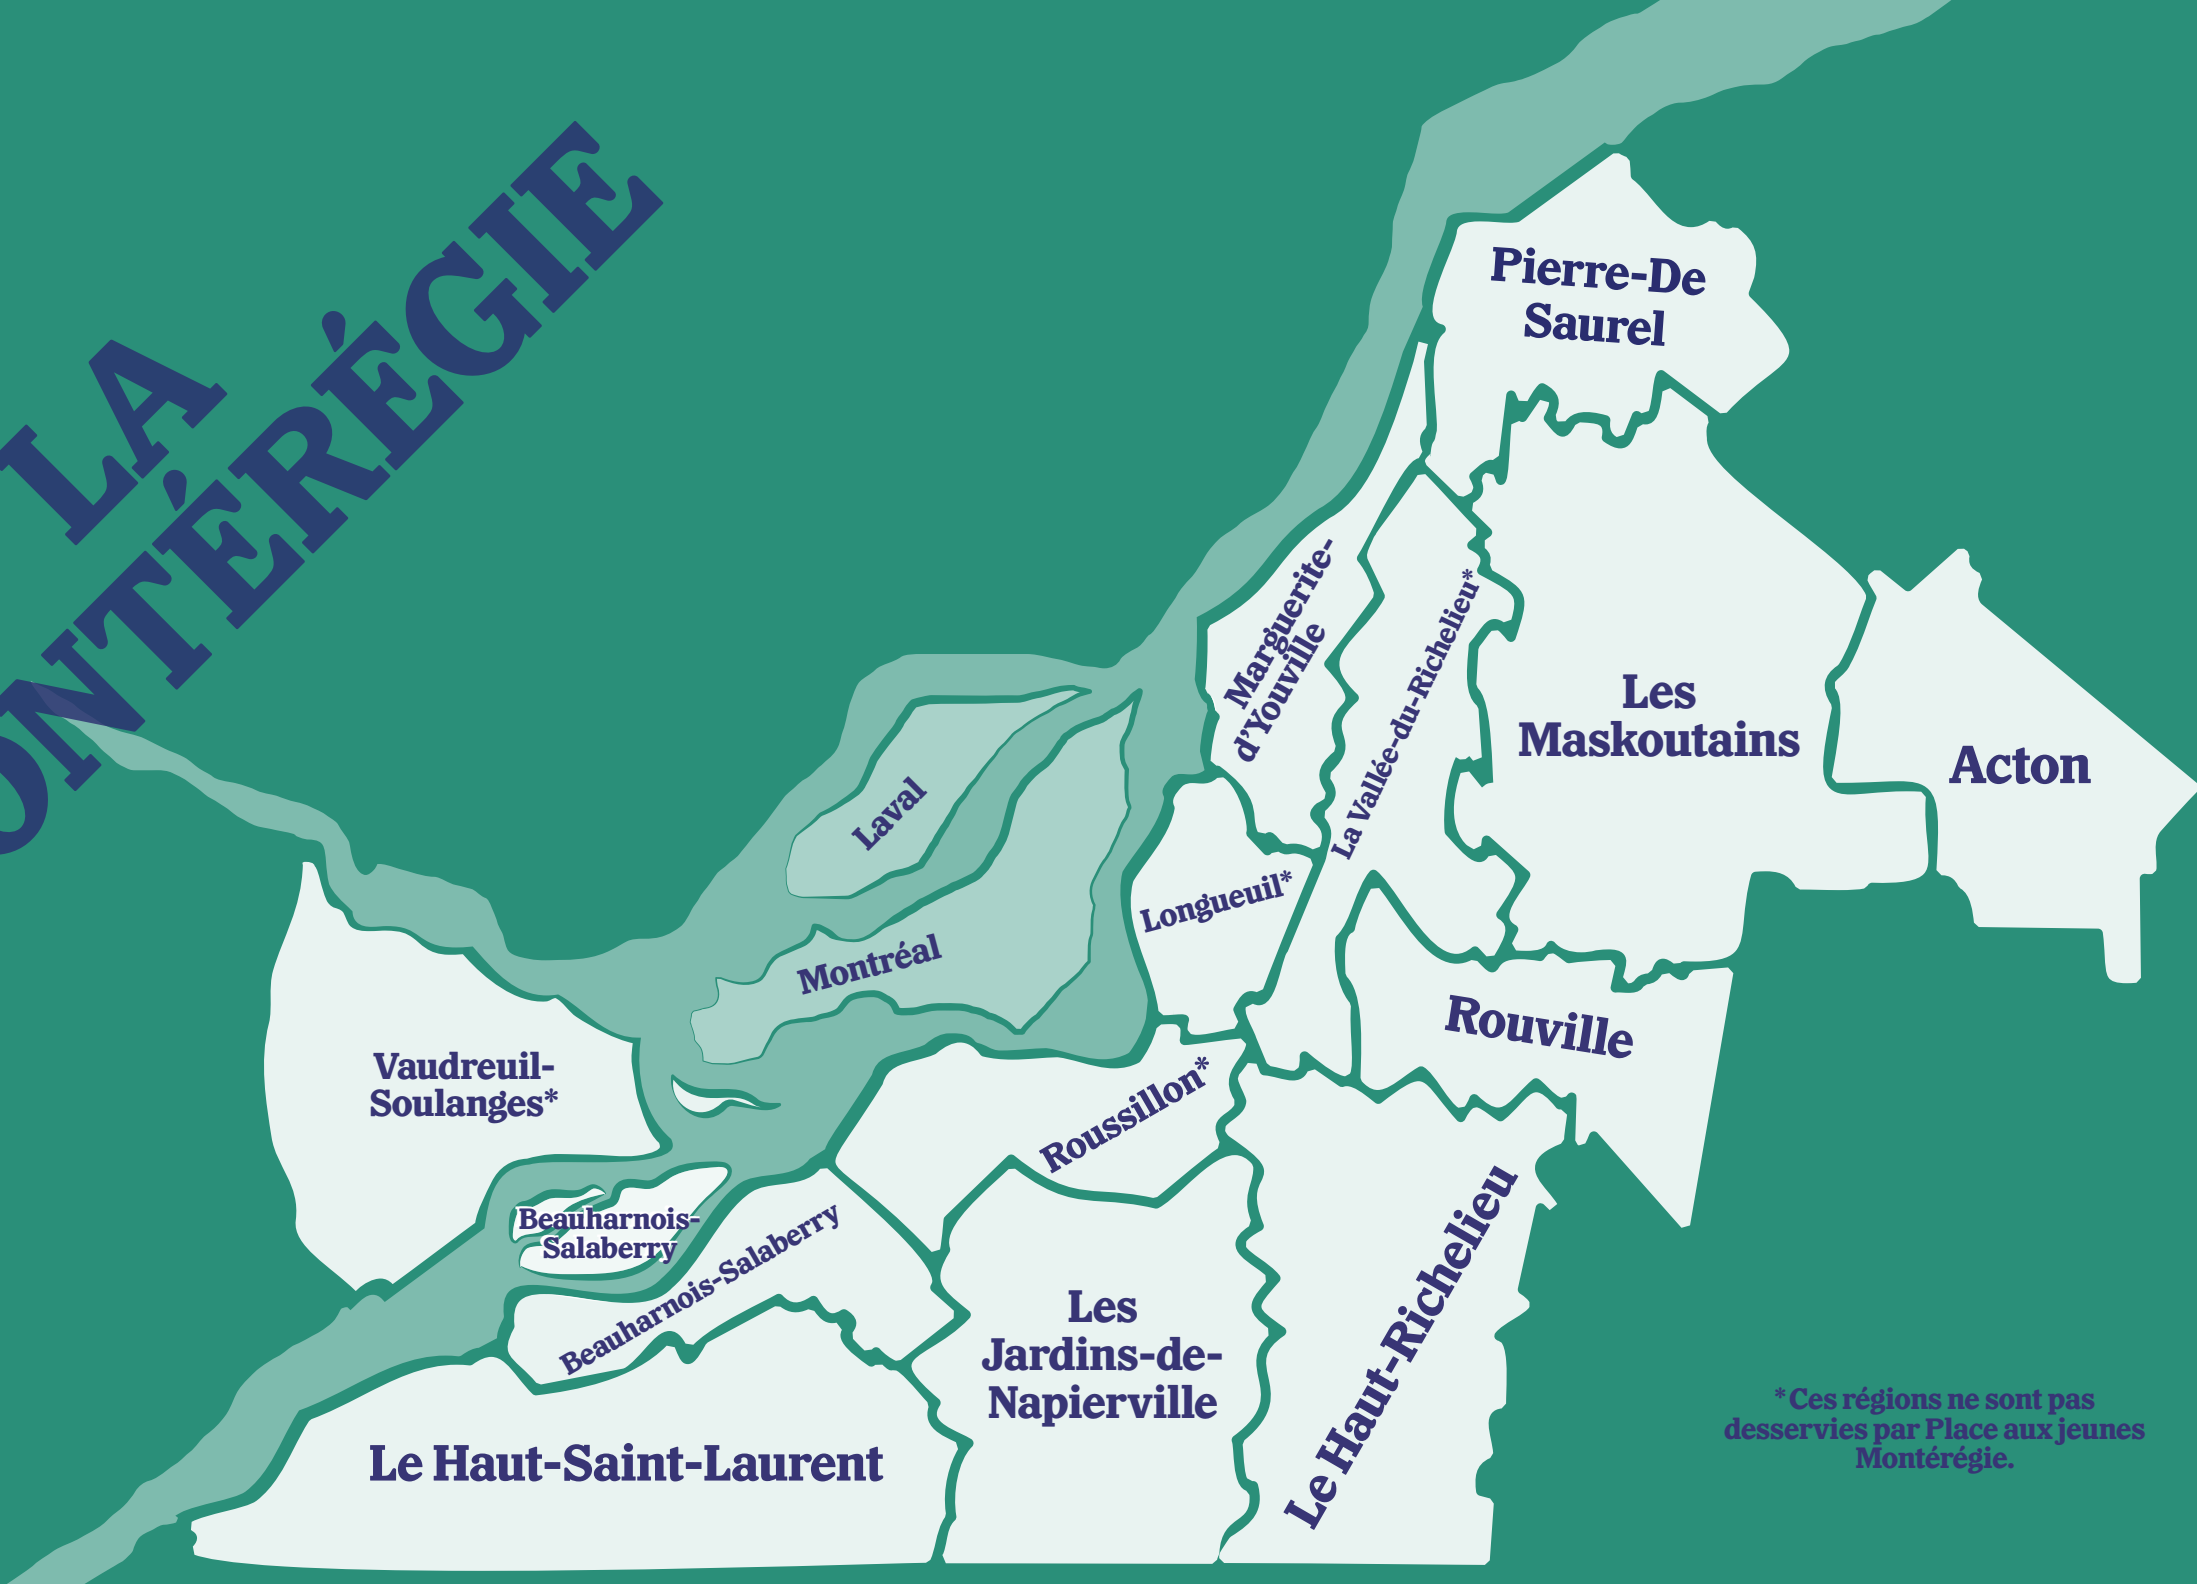 LA
ONTÉRÉGIE
Pierre-De
Saurel
Marguerite-
d'Youville
La Vallée-du-Richelieu*
Les
Maskoutains
Acton
Laval
Longueuil*
Montréal
Rouville
Vaudreuil-
Soulanges*
Roussillon*
Beauharnois-
Salaberry
Beauharnois-Salaberry
Les
Jardins-de-
Napierville
Le Haut-Richelieu
Le Haut-Saint-Laurent
*Ces régions ne sont pas
desservies par Place aux jeunes
Montérégie.